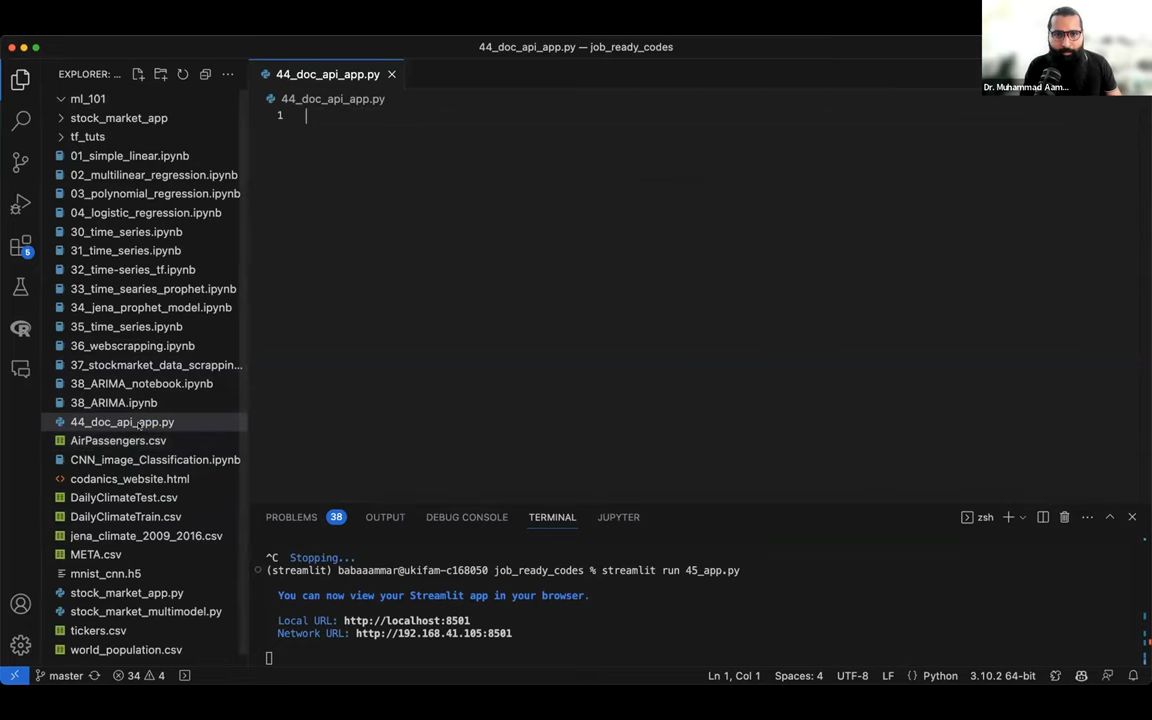 44_doc_api_app.py — job_ready_codes
Dr. Muhammad Aam...
EXPLORER: ...
44_doc_api_app.py
44_doc_api_app.py
1
ml_101
stock_market_app
tf_tuts
01_simple_linear.ipynb
02_multilinear_regression.ipynb
03_polynomial_regression.ipynb
04_logistic_regression.ipynb
30_time_series.ipynb
31_time_series.ipynb
32_time-series_tf.ipynb
33_time_searies_prophet.ipynb
34_jena_prophet_model.ipynb
35_time_series.ipynb
36_webscrapping.ipynb
37_stockmarket_data_scrappin...
38_ARIMA_notebook.ipynb
38_ARIMA.ipynb
44_doc_api_app.py
AirPassengers.csv
CNN_image_Classification.ipynb
codanics_website.html
DailyClimateTest.csv
DailyClimateTrain.csv
jena_climate_2009_2016.csv
META.csv
mnist_cnn.h5
stock_market_app.py
stock_market_multimodel.py
tickers.csv
world_population.csv
5
PROBLEMS 38 OUTPUT DEBUG CONSOLE TERMINAL JUPYTER zsh
^C Stopping...
(streamlit) babaaammar@ukifam-c168050 job_ready_codes % streamlit run 45_app.py
You can now view your Streamlit app in your browser.
Local URL: http://localhost:8501
Network URL: http://192.168.41.105:8501
master 34 4 Ln 1, Col 1 Spaces: 4 UTF-8 LF Python 3.10.2 64-bit